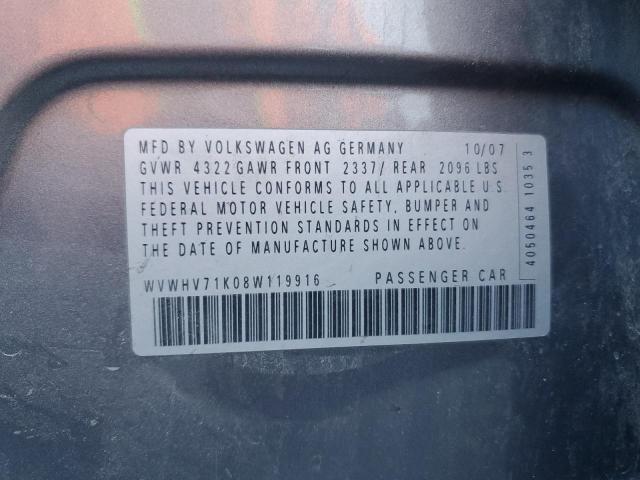 MFD BY VOLKSWAGEN AG GERMANY 10/07
GVWR 4322 GAWR FRONT 2337/ REAR 2096 LBS
THIS VEHICLE CONFORMS TO ALL APPLICABLE U.S.
FEDERAL MOTOR VEHICLE SAFETY, BUMPER AND
THEFT PREVENTION STANDARDS IN EFFECT ON
THE DATE OF MANUFACTURE SHOWN ABOVE.
WVWHV71K08W119916 PASSENGER CAR
4050464 1035 3